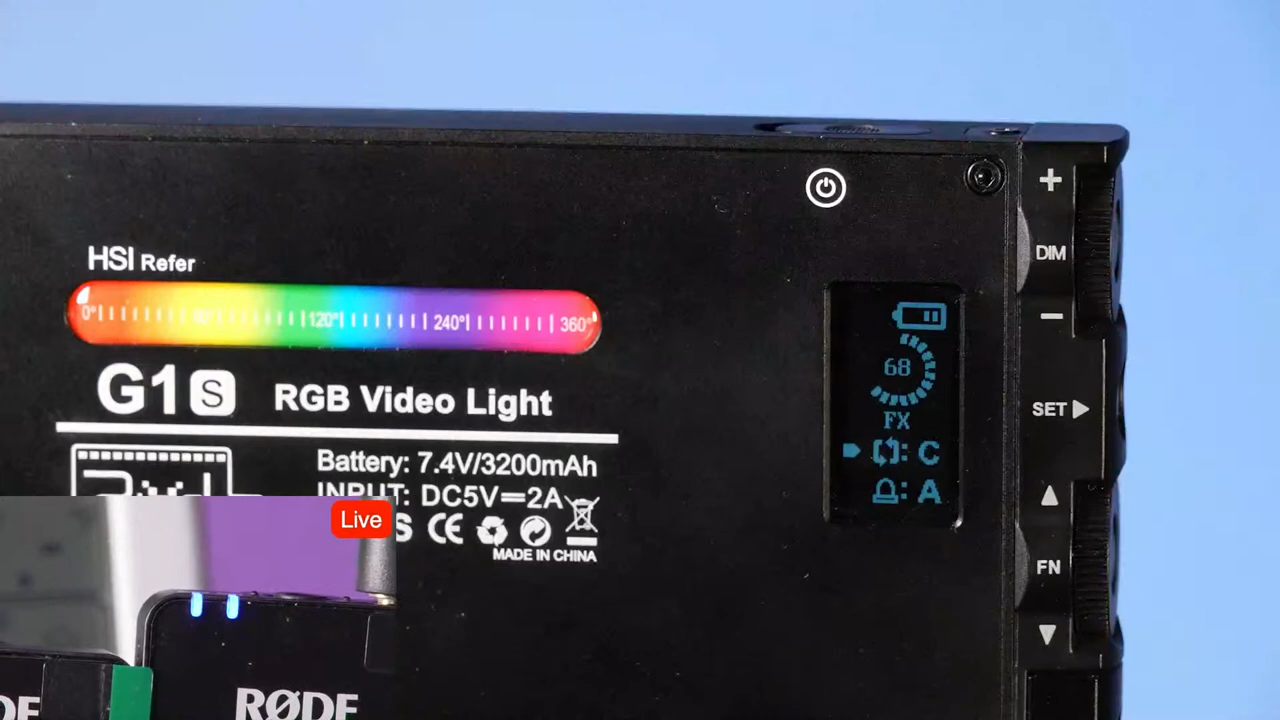 HSI Refer
0° 120° 240° 360°
G1 S RGB Video Light
Battery: 7.4V/3200mAh
INPUT: DC5V⎓2A
CE
MADE IN CHINA
68
FX
: C
: A
+
DIM
−
SET
FN
Live
RØDE